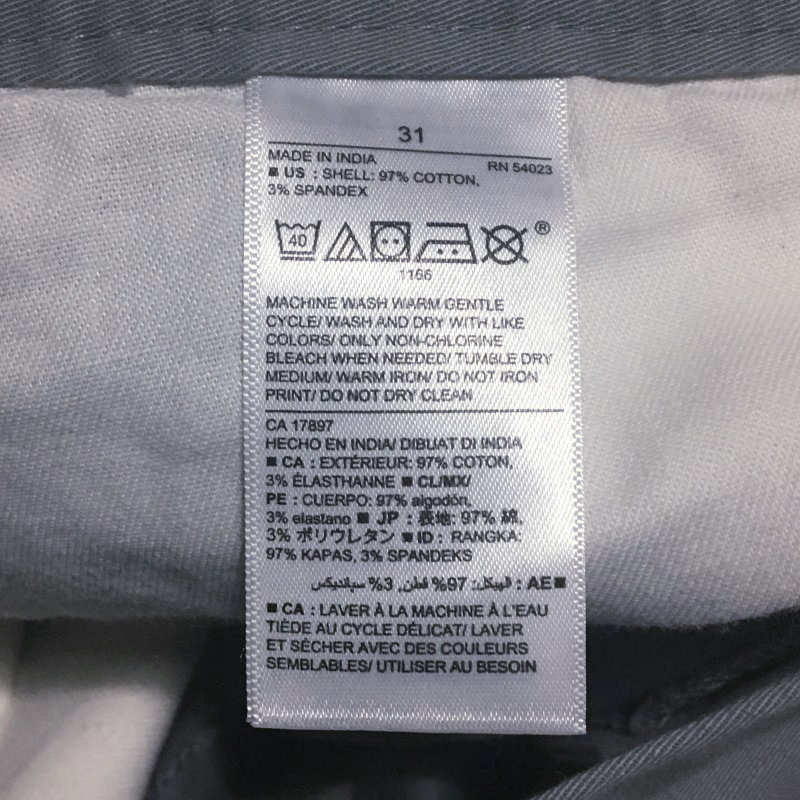 31
MADE IN INDIA RN 54023
■ US : SHELL: 97% COTTON,
3% SPANDEX
40
®
1166
MACHINE WASH WARM GENTLE
CYCLE/ WASH AND DRY WITH LIKE
COLORS/ ONLY NON-CHLORINE
BLEACH WHEN NEEDED/ TUMBLE DRY
MEDIUM/ WARM IRON/ DO NOT IRON
PRINT/ DO NOT DRY CLEAN
CA 17897
HECHO EN INDIA/ DIBUAT DI INDIA
■ CA : EXTÉRIEUR: 97% COTON,
3% ÉLASTHANNE ■ CL/MX/
PE : CUERPO: 97% algodón,
3% elastano ■ JP : 表地: 97% 綿,
3% ポリウレタン ■ ID : RANGKA:
97% KAPAS, 3% SPANDEKS
■ AE : الهيكل: 97% قطن, 3% سباندكس
■ CA : LAVER À LA MACHINE À L'EAU
TIÈDE AU CYCLE DÉLICAT/ LAVER
ET SÉCHER AVEC DES COULEURS
SEMBLABLES/ UTILISER AU BESOIN